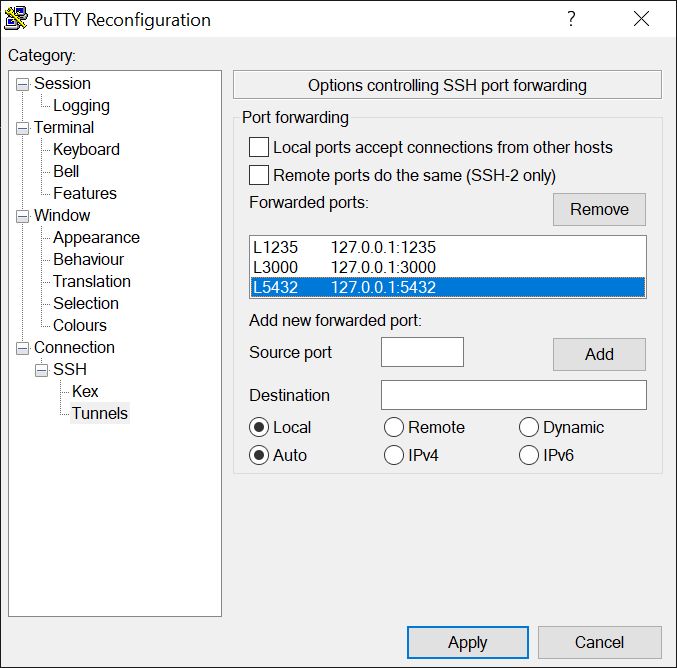 PuTTY Reconfiguration
?
Category:
Session
Logging
Terminal
Keyboard
Bell
Features
Window
Appearance
Behaviour
Translation
Selection
Colours
Connection
SSH
Kex
Tunnels
Options controlling SSH port forwarding
Port forwarding
Local ports accept connections from other hosts
Remote ports do the same (SSH-2 only)
Forwarded ports:
Remove
L1235 127.0.0.1:1235
L3000 127.0.0.1:3000
L5432 127.0.0.1:5432
Add new forwarded port:
Source port
Add
Destination
Local Remote Dynamic
Auto IPv4 IPv6
Apply Cancel